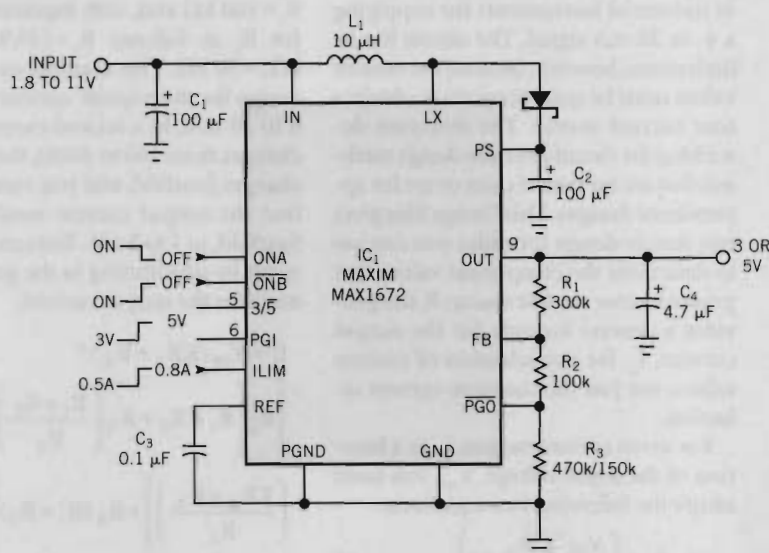 L₁
10 µH
INPUT
1.8 TO 11V
C₁
100 µF
IN
LX
PS
C₂
100 µF
IC₁
MAXIM
MAX1672
ON
OFF
ONA
ON
OFF
ONB
5
3/5
3V
5V
6
PGI
0.5A
0.8A
ILIM
REF
C₃
0.1 µF
PGND
GND
OUT
9
3 OR
5V
R₁
300k
C₄
4.7 µF
FB
R₂
100k
PGO
R₃
470k/150k